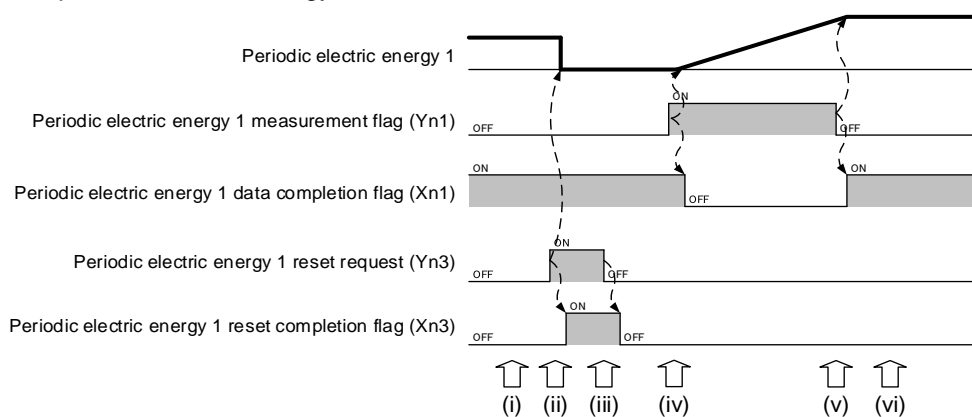 Periodic electric energy 1
ON
Periodic electric energy 1 measurement flag (Yn1)
OFF
OFF
ON
ON
Periodic electric energy 1 data completion flag (Xn1)
OFF
ON
Periodic electric energy 1 reset request (Yn3)
OFF
OFF
ON
Periodic electric energy 1 reset completion flag (Xn3)
OFF
OFF
(i) (ii) (iii) (iv) (v) (vi)